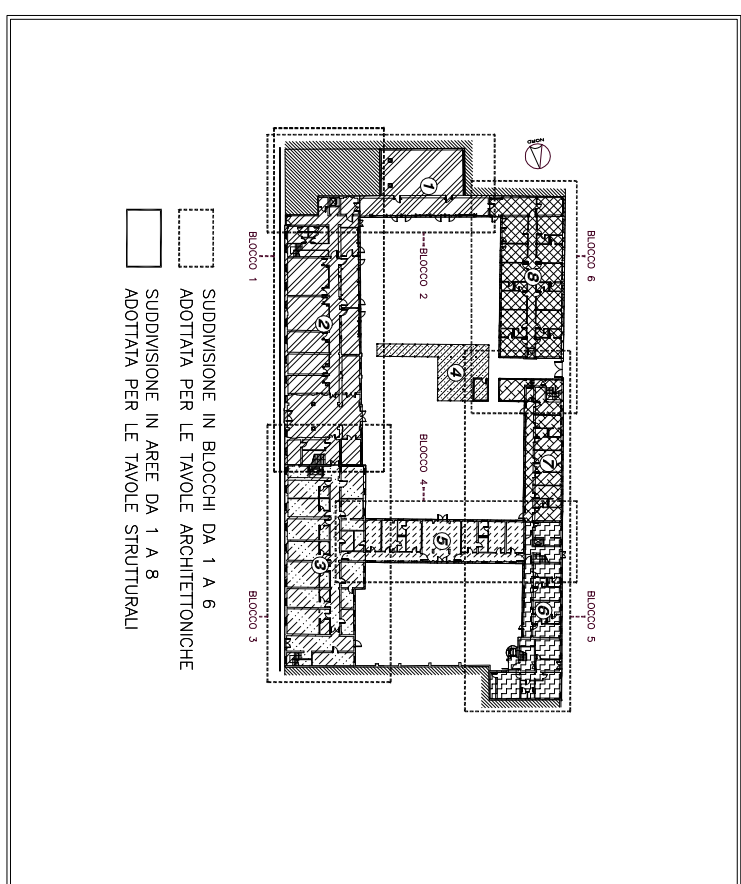 BLOCCO 6
BLOCCO 5
NORD
8
7
6
4
5
1
BLOCCO 2
BLOCCO 4
2
3
BLOCCO 1
BLOCCO 3
SUDDIVISIONE IN BLOCCHI DA 1 A 6
ADOTTATA PER LE TAVOLE ARCHITETTONICHE
SUDDIVISIONE IN AREE DA 1 A 8
ADOTTATA PER LE TAVOLE STRUTTURALI